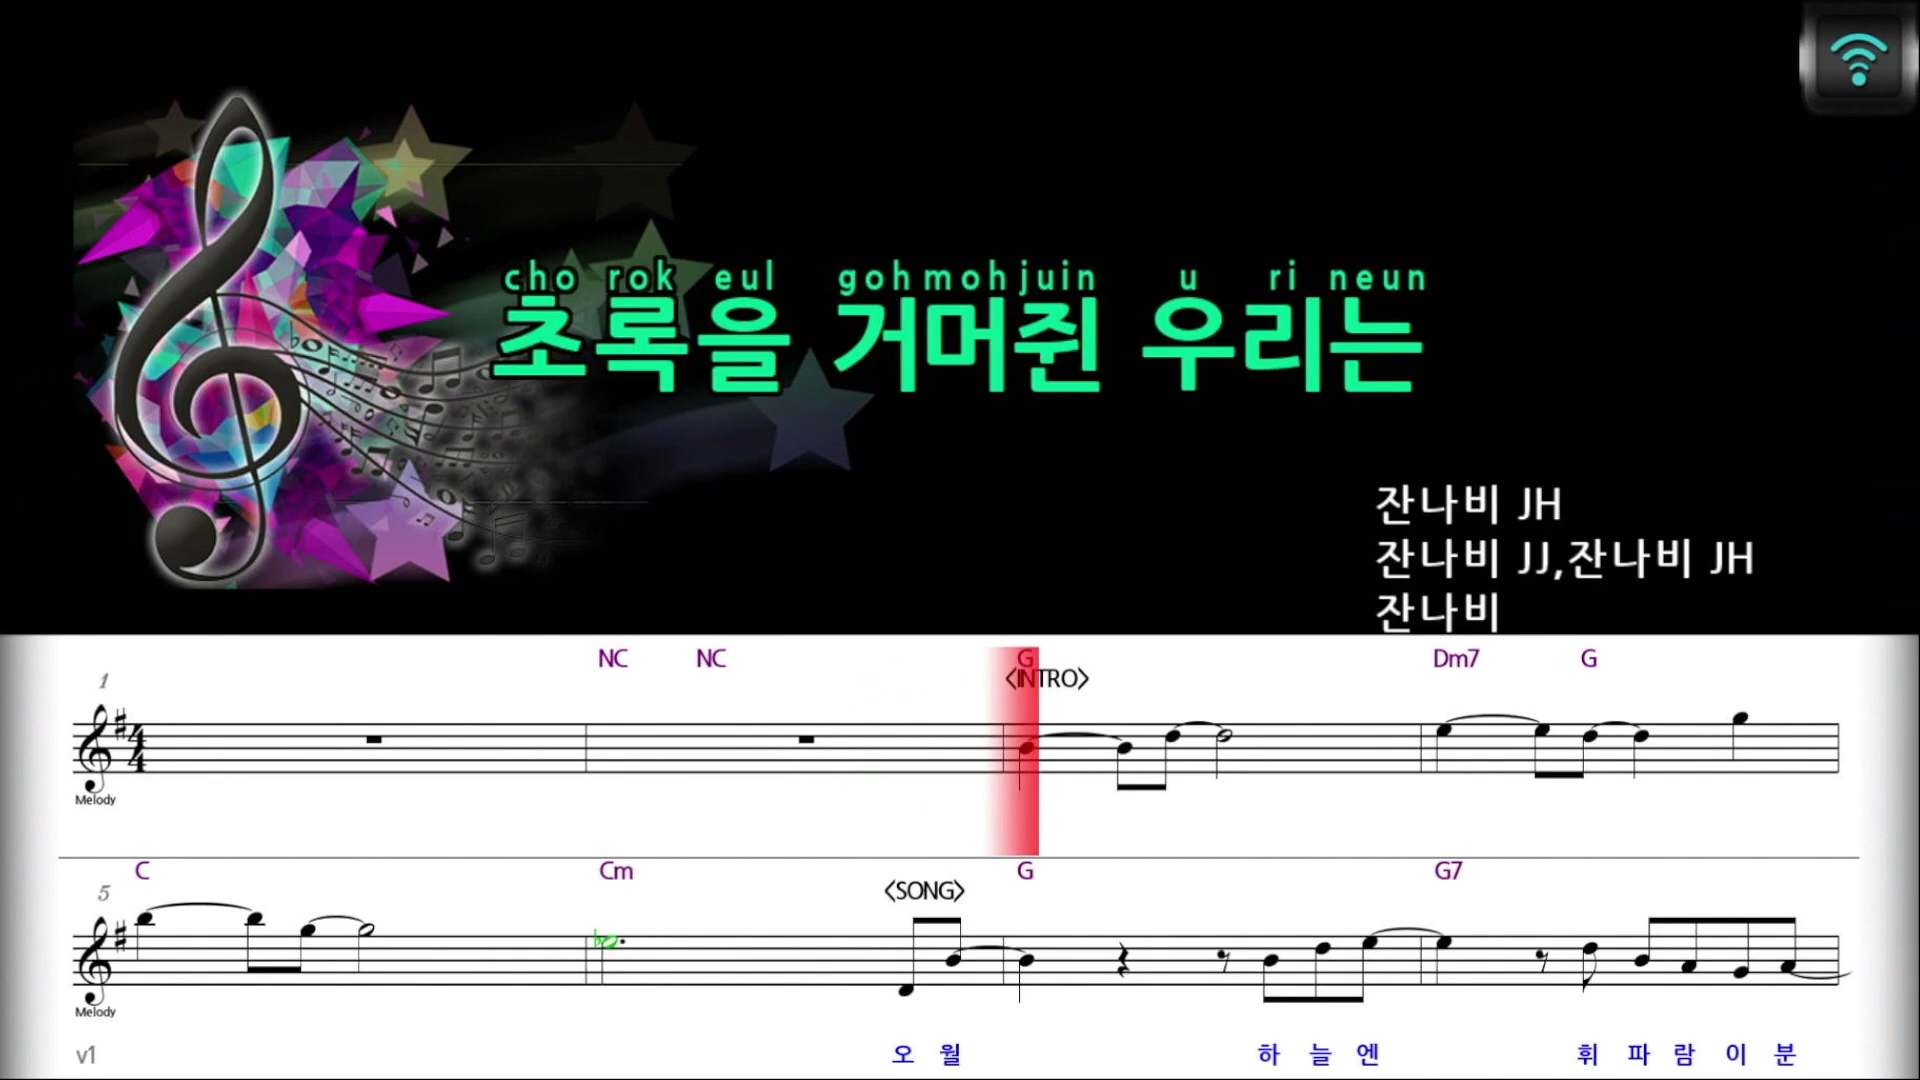 cho rok eul gohmohjuin u ri neun
초록을 거머쥔 우리는
잔나비 JH
잔나비 JJ,잔나비 JH
잔나비
NC NC G Dm7 G
<INTRO>
1
4
4
Melody
C Cm G G7
<SONG>
5
Melody
v1 오 월 하 늘 엔 휘 파 람 이 분